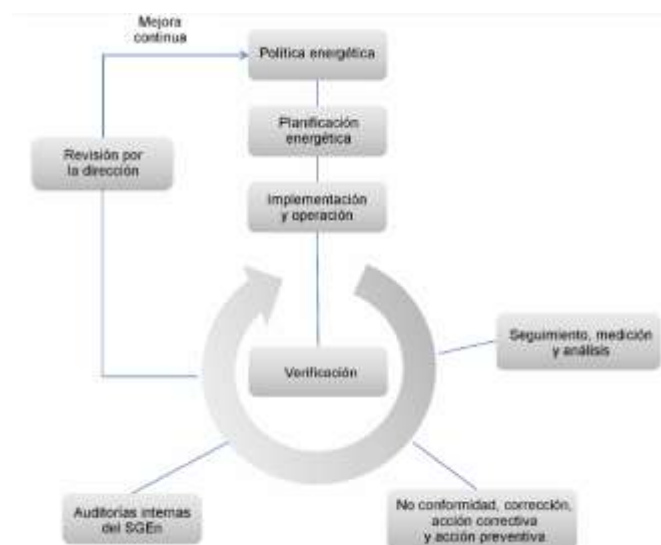 Mejora
continua
Política energética
Planificación
energética
Revisión por
la dirección
Implementación
y operación
Seguimiento, medición
y análisis
Verificación
Auditorías internas
del SGEn
No conformidad, corrección,
acción correctiva
y acción preventiva